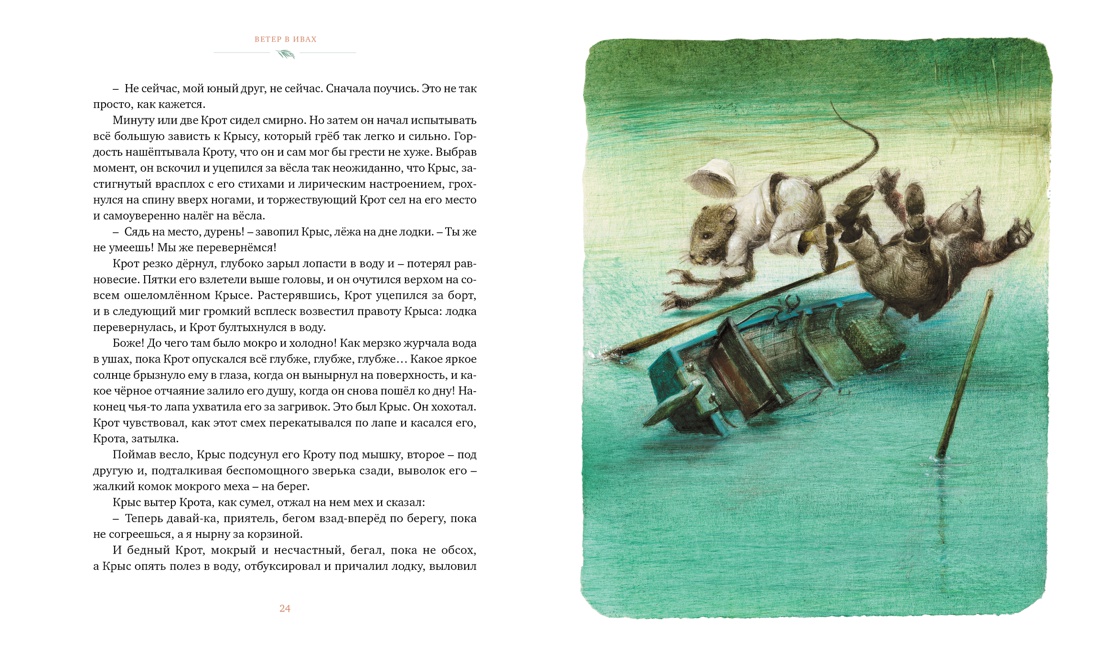 ВЕТЕР В ИВАХ
– Не сейчас, мой юный друг, не сейчас. Сначала поучись. Это не так
просто, как кажется.
Минуту или две Крот сидел смирно. Но затем он начал испытывать
всё большую зависть к Крысу, который грёб так легко и сильно. Гор-
дость нашёптывала Кроту, что он и сам мог бы грести не хуже. Выбрав
момент, он вскочил и уцепился за вёсла так неожиданно, что Крыс, за-
стигнутый врасплох с его стихами и лирическим настроением, грох-
нулся на спину вверх ногами, и торжествующий Крот сел на его место
и самоуверенно налёг на вёсла.
– Сядь на место, дурень! – завопил Крыс, лёжа на дне лодки. – Ты же
не умеешь! Мы же перевернёмся!
Крот резко дёрнул, глубоко зарыл лопасти в воду и – потерял рав-
новесие. Пятки его взлетели выше головы, и он очутился верхом на со-
всем ошеломлённом Крысе. Растерявшись, Крот уцепился за борт,
и в следующий миг громкий всплеск возвестил правоту Крыса: лодка
перевернулась, и Крот бултыхнулся в воду.
Боже! До чего там было мокро и холодно! Как мерзко журчала вода
в ушах, пока Крот опускался всё глубже, глубже, глубже… Какое яркое
солнце брызнуло ему в глаза, когда он вынырнул на поверхность, и ка-
кое чёрное отчаяние залило его душу, когда он снова пошёл ко дну! На-
конец чья-то лапа ухватила его за загривок. Это был Крыс. Он хохотал.
Крот чувствовал, как этот смех перекатывался по лапе и касался его,
Крота, затылка.
Поймав весло, Крыс подсунул его Кроту под мышку, второе – под
другую и, подталкивая беспомощного зверька сзади, выволок его –
жалкий комок мокрого меха – на берег.
Крыс вытер Крота, как сумел, отжал на нем мех и сказал:
– Теперь давай-ка, приятель, бегом взад-вперёд по берегу, пока
не согреешься, а я нырну за корзиной.
И бедный Крот, мокрый и несчастный, бегал, пока не обсох,
а Крыс опять полез в воду, отбуксировал и причалил лодку, выловил
24